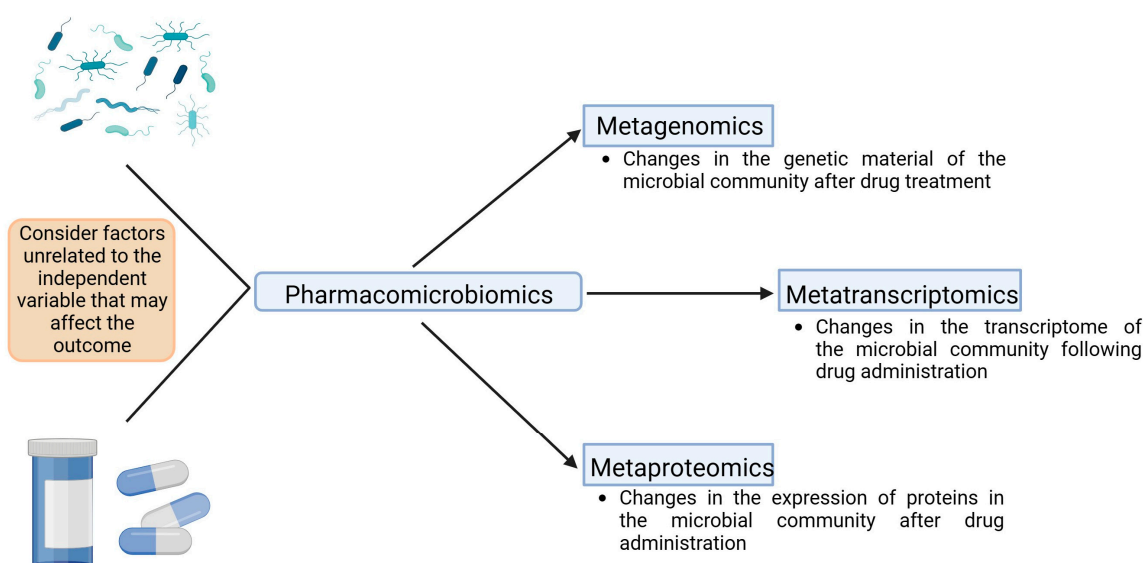 Consider factors
unrelated to the
independent
variable that may
affect the
outcome
Pharmacomicrobiomics
Metagenomics
• Changes in the genetic material of the
microbial community after drug treatment
Metatranscriptomics
• Changes in the transcriptome of
the microbial community following
drug administration
Metaproteomics
• Changes in the expression of proteins in
the microbial community after drug
administration